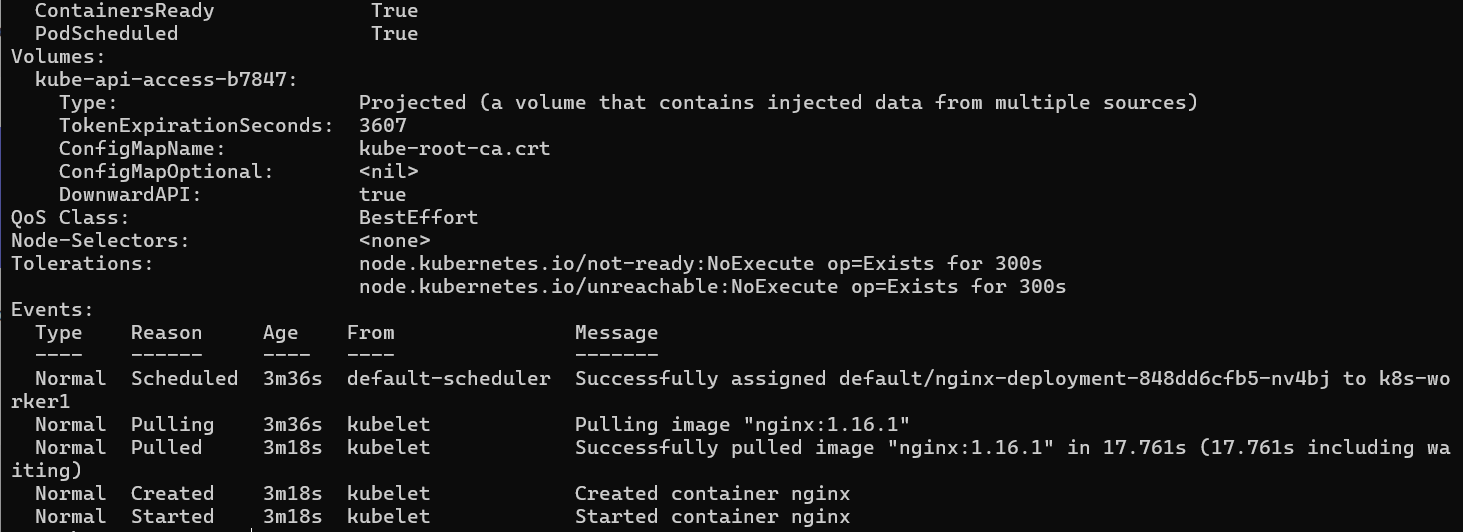 ContainersReady             True
PodScheduled                True
Volumes:
kube-api-access-b7847:
Type:                    Projected (a volume that contains injected data from multiple sources)
TokenExpirationSeconds:  3607
ConfigMapName:           kube-root-ca.crt
ConfigMapOptional:       <nil>
DownwardAPI:             true
QoS Class:                   BestEffort
Node-Selectors:              <none>
Tolerations:                 node.kubernetes.io/not-ready:NoExecute op=Exists for 300s
node.kubernetes.io/unreachable:NoExecute op=Exists for 300s
Events:
Type    Reason     Age   From               Message
----    ------     ----  ----               -------
Normal  Scheduled  3m36s  default-scheduler  Successfully assigned default/nginx-deployment-848dd6cfb5-nv4bj to k8s-wo
rker1
Normal  Pulling    3m36s  kubelet            Pulling image "nginx:1.16.1"
Normal  Pulled     3m18s  kubelet            Successfully pulled image "nginx:1.16.1" in 17.761s (17.761s including wa
iting)
Normal  Created    3m18s  kubelet            Created container nginx
Normal  Started    3m18s  kubelet            Started container nginx